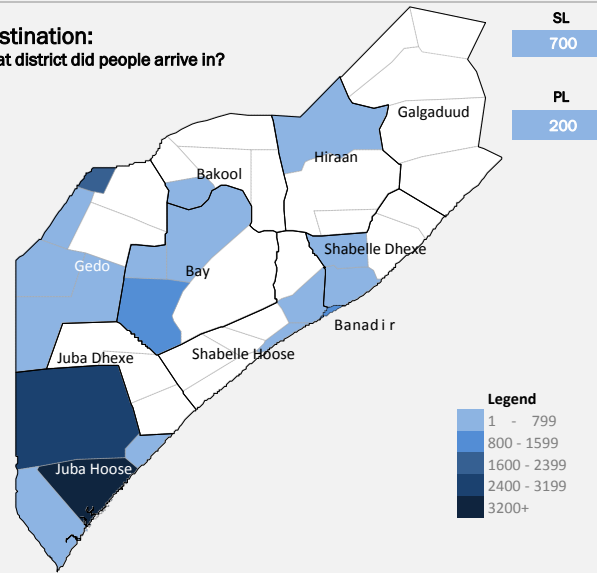 stination:
at district did people arrive in?
SL
700
PL
200
Galgaduud
Hiraan
Bakool
Shabelle Dhexe
Gedo
Bay
Banadir
Shabelle Hoose
Juba Dhexe
Juba Hoose
Legend
1 - 799
800 - 1599
1600 - 2399
2400 - 3199
3200+